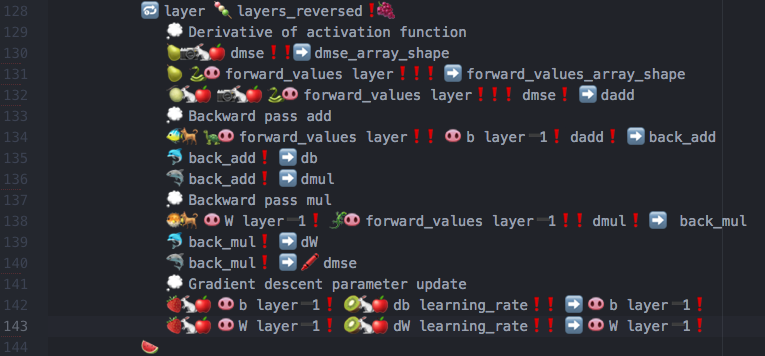 128 🔂 layer 🍡 layers_reversed❗️🍇
129 💭 Derivative of activation function
130 🍐📷🐇🍎 dmse❗️❗️➡️ dmse_array_shape
131 🍐 🐍🐽 forward_values layer❗️❗️❗️ ➡️ forward_values_array_shape
132 🍈🐇🍎 📷🐇🍎 🐍🐽 forward_values layer❗️❗️❗️ dmse❗️ ➡️ dadd
133 💭 Backward pass add
134 🐠🐕 🐢🐽 forward_values layer❗️❗️ 🐽 b layer➖1❗️ dadd❗️ ➡️ back_add
135 🐬 back_add❗️ ➡️ db
136 🦈 back_add❗️ ➡️ dmul
137 💭 Backward pass mul
138 🐡🐕 🐽 W layer➖1❗️ 🦎🐽 forward_values layer➖1❗️❗️ dmul❗️ ➡️ back_mul
139 🐬 back_mul❗️ ➡️ dW
140 🦈 back_mul❗️ ➡️ 🖍 dmse
141 💭 Gradient descent parameter update
142 🍓🐇🍎 🐽 b layer➖1❗️ 🥝🐇🍎 db learning_rate❗️❗️ ➡️ 🐽 b layer➖1❗️
143 🍓🐇🍎 🐽 W layer➖1❗️ 🥝🐇🍎 dW learning_rate❗️❗️ ➡️ 🐽 W layer➖1❗️
144 🍉